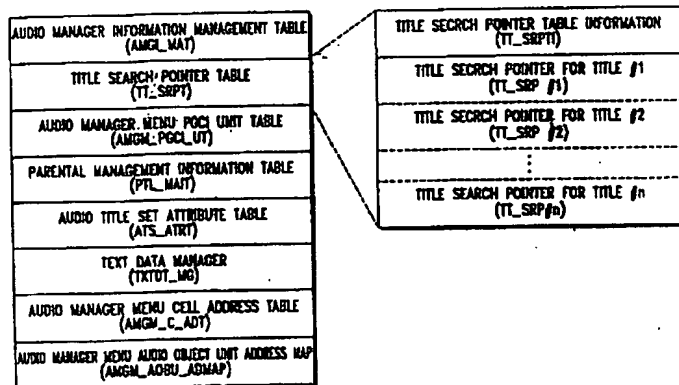 AUDIO MANAGER INFORMATION MANAGEMENT TABLE
(AMGI_MAT)
TITLE SEARCH POINTER TABLE
(TT_SRPT)
AUDIO MANAGER MENU PGCI UNIT TABLE
(AMGM_PGCI_UT)
PARENTAL MANAGEMENT INFORMATION TABLE
(PTL_MAIT)
AUDIO TITLE SET ATTRIBUTE TABLE
(ATS_ATRT)
TEXT DATA MANAGER
(TXTDT_MG)
AUDIO MANAGER MENU CELL ADDRESS TABLE
(AMGM_C_ADT)
AUDIO MANAGER MENU AUDIO OBJECT UNIT ADDRESS MAP
(AMGM_AOBU_ADMAP)
TITLE SECRCH POINTER TABLE INFORMATION
(TT_SRPTI)
TITLE SECRCH POINTER FOR TITLE #1
(TT_SRP #1)
TITLE SECRCH POINTER FOR TITLE #2
(TT_SRP #2)
TITLE SEARCH POINTER FOR TITLE #n
(TT_SRP#n)